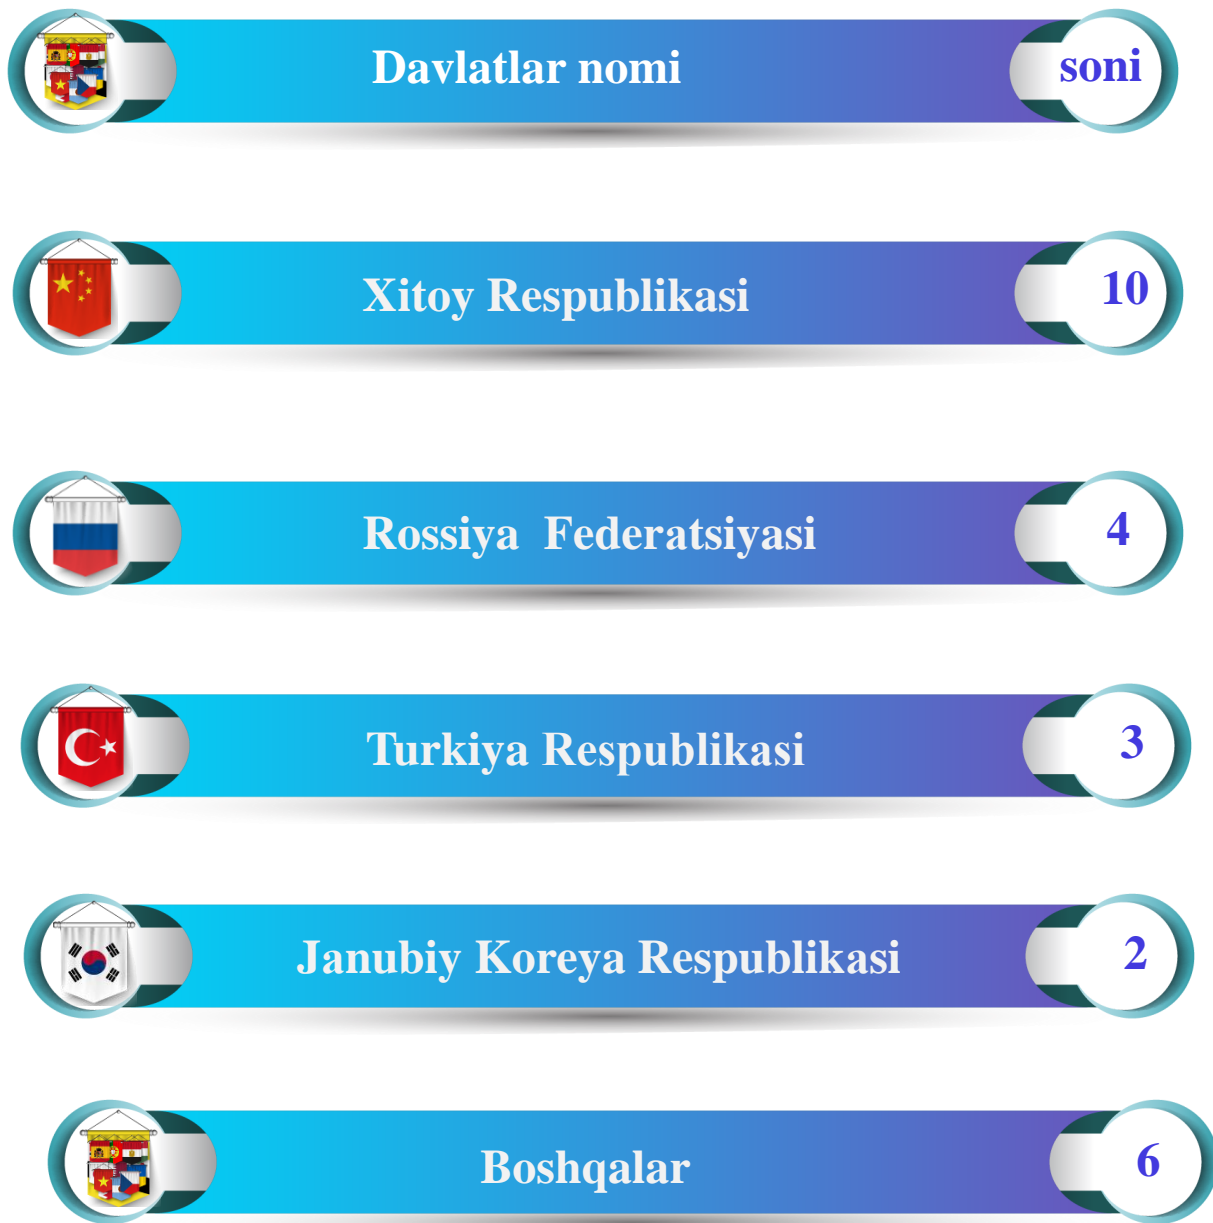 Davlatlar nomi soni
Xitoy Respublikasi 10
Rossiya Federatsiyasi 4
Turkiya Respublikasi 3
Janubiy Koreya Respublikasi 2
Boshqalar 6